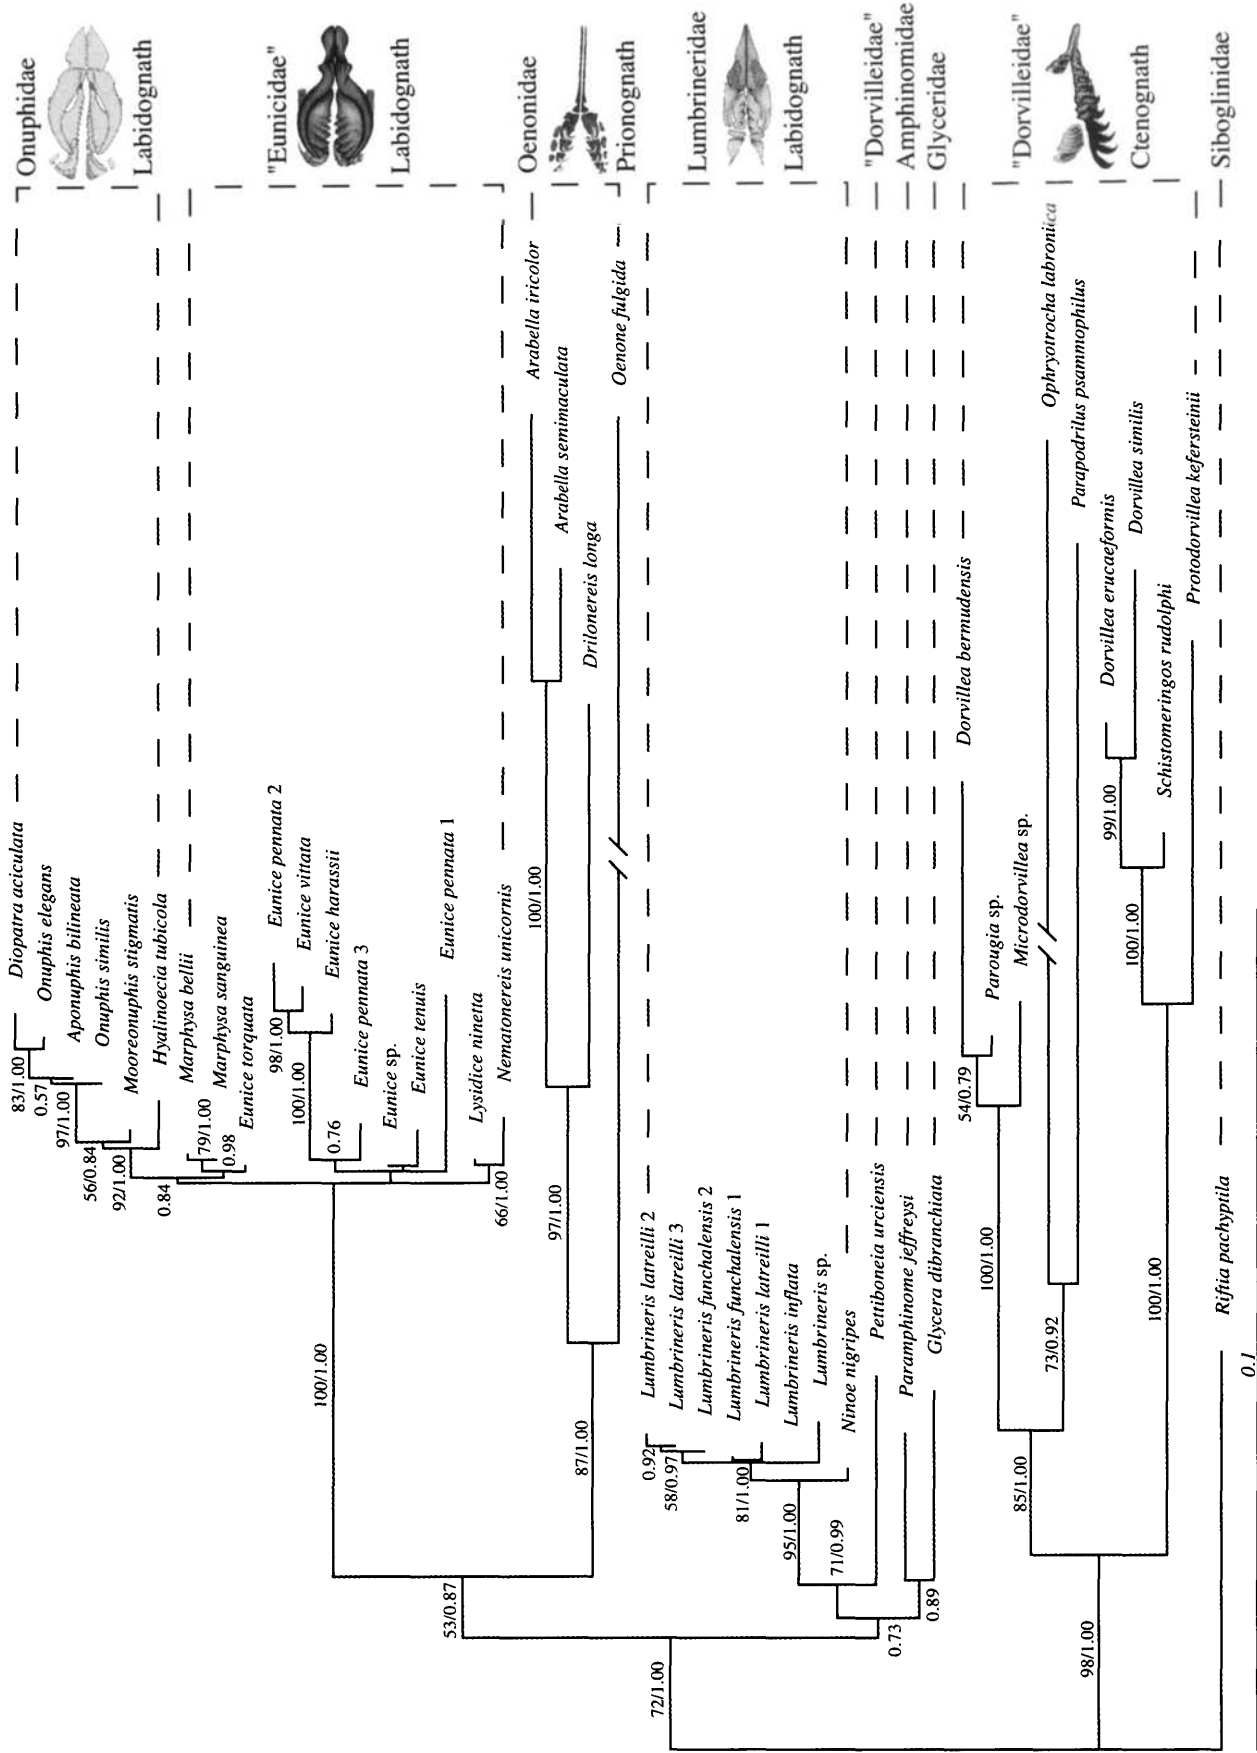 Onuphidae
Labidognath
"Eunicidae"
Labidognath
Oenonidae
Prionognath
Lumbrineridae
Labidognath
"Dorvilleidae"
Amphinomidae
Glyceridae
"Dorvilleidae"
Ctenognath
Siboglinidae
Diopatra aciculata
Onuphis elegans
Aponuphis bilineata
Onuphis similis
Mooreonuphis stigmatis
Hyalinoecia tubicola
Marphysa bellii
Marphysa sanguinea
Eunice torquata
Eunice pennata 2
Eunice vittata
Eunice harassii
Eunice pennata 3
Eunice sp.
Eunice tenuis
Eunice pennata 1
Lysidice ninetta
Nematonereis unicornis
Arabella iricolor
Arabella semimaculata
Drilonereis longa
Oenone fulgida
Lumbrineris latreilli 2
Lumbrineris latreilli 3
Lumbrineris funchalensis 2
Lumbrineris funchalensis 1
Lumbrineris latreilli 1
Lumbrineris inflata
Lumbrineris sp.
Ninoe nigripes
Pettiboneia urciensis
Paramphinome jeffreysi
Glycera dibranchiata
Dorvillea bermudensis
Parougia sp.
Microdorvillea sp.
Ophryotrocha labronica
Parapodrilus psammophilus
Dorvillea erucaeformis
Dorvillea similis
Schistomeringos rudolphi
Protodorvillea kefersteinii
Riftia pachyptila
83/1.00
0.57
97/1.00
56/0.84
92/1.00
0.84
79/1.00
0.98
98/1.00
100/1.00
0.76
66/1.00
100/1.00
100/1.00
97/1.00
87/1.00
53/0.87
0.92
58/0.97
81/1.00
95/1.00
71/0.99
0.73
0.89
72/1.00
54/0.79
100/1.00
73/0.92
85/1.00
99/1.00
100/1.00
100/1.00
98/1.00
0.1